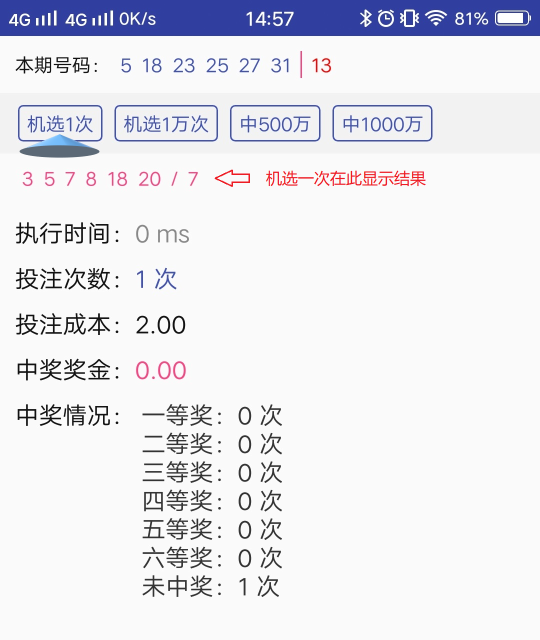 4G 4G 0K/s 14:57 81%
本期号码： 5 18 23 25 27 31 | 13
机选1次 机选1万次 中500万 中1000万
3 5 7 8 18 20 / 7 机选一次在此显示结果
执行时间：0 ms
投注次数：1 次
投注成本：2.00
中奖奖金：0.00
中奖情况： 一等奖：0 次
二等奖：0 次
三等奖：0 次
四等奖：0 次
五等奖：0 次
六等奖：0 次
未中奖：1 次